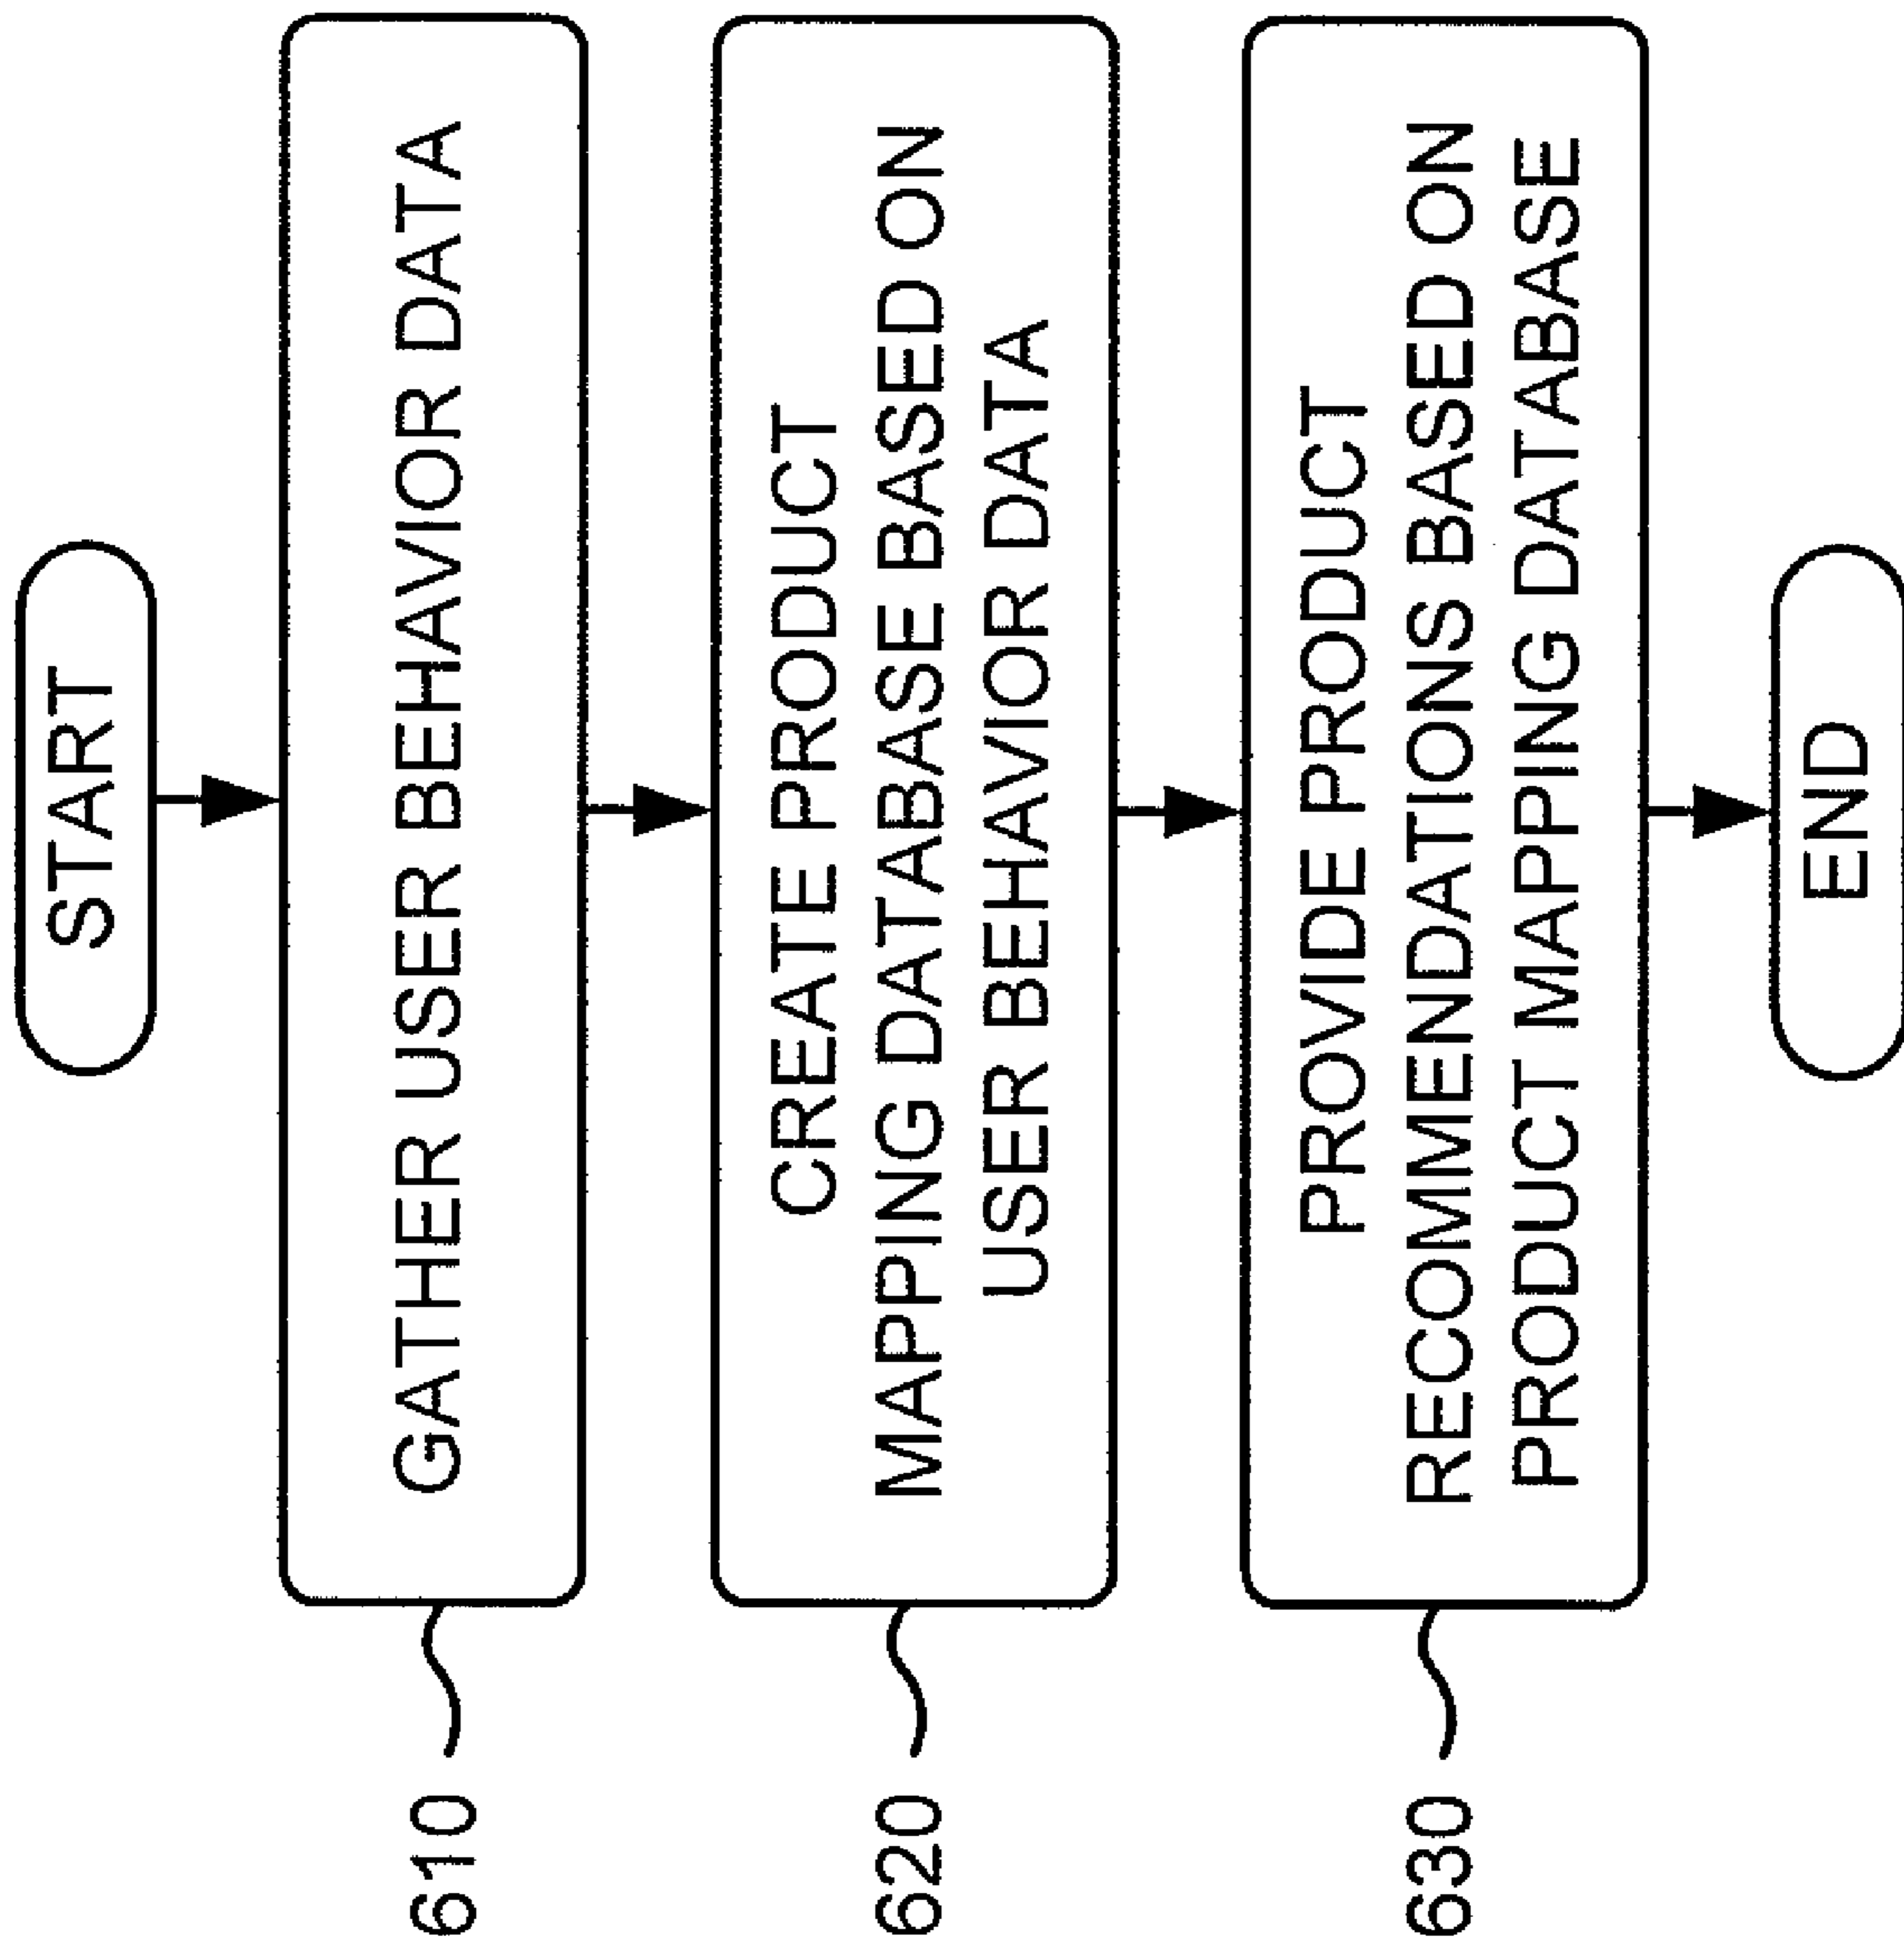 START
610
GATHER USER BEHAVIOR DATA
620
CREATE PRODUCT
MAPPING DATABASE BASED ON
USER BEHAVIOR DATA
630
PROVIDE PRODUCT
RECOMMENDATIONS BASED ON
PRODUCT MAPPING DATABASE
END